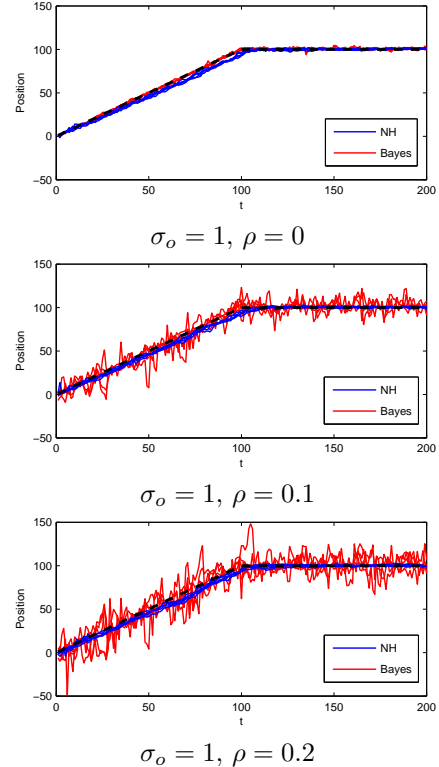 150
100
50
0
−50
Position
0 50 100 150 200
t
NH
Bayes
σₒ = 1, ρ = 0
150
100
50
0
−50
Position
0 50 100 150 200
t
NH
Bayes
σₒ = 1, ρ = 0.1
150
100
50
0
−50
Position
0 50 100 150 200
t
NH
Bayes
σₒ = 1, ρ = 0.2